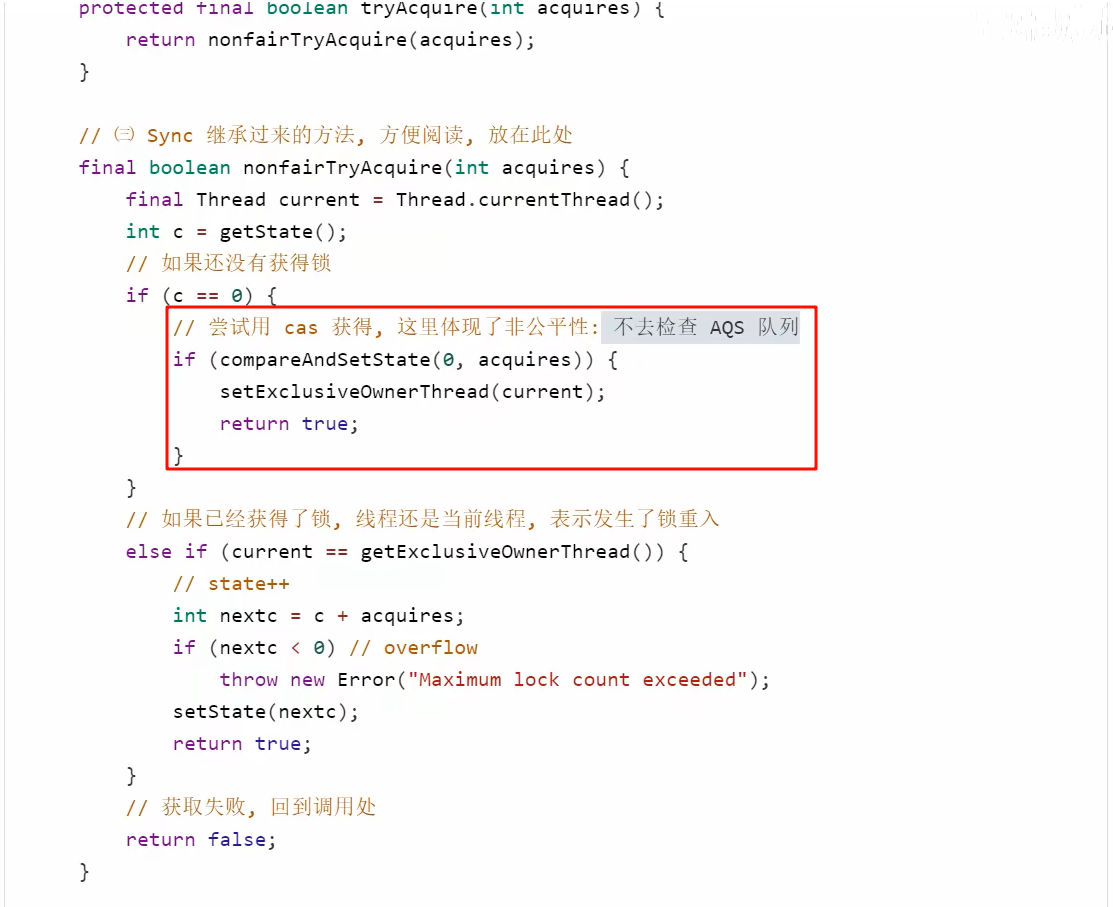 protected final boolean tryAcquire(int acquires) {
    return nonfairTryAcquire(acquires);
}
// ㈢ Sync 继承过来的方法, 方便阅读, 放在此处
final boolean nonfairTryAcquire(int acquires) {
    final Thread current = Thread.currentThread();
    int c = getState();
    // 如果还没有获得锁
    if (c == 0) {
        // 尝试用 cas 获得, 这里体现了非公平性: 不去检查 AQS 队列
        if (compareAndSetState(0, acquires)) {
            setExclusiveOwnerThread(current);
            return true;
        }
    }
    // 如果已经获得了锁, 线程还是当前线程, 表示发生了锁重入
    else if (current == getExclusiveOwnerThread()) {
        // state++
        int nextc = c + acquires;
        if (nextc < 0) // overflow
            throw new Error("Maximum lock count exceeded");
        setState(nextc);
        return true;
    }
    // 获取失败, 回到调用处
    return false;
}